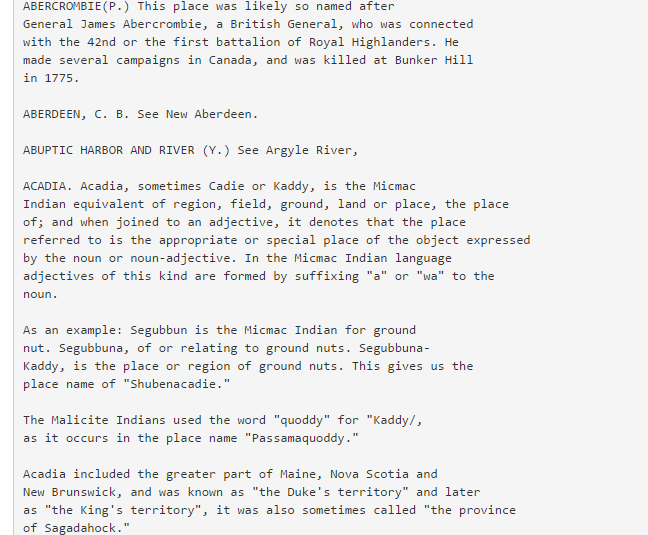 ABERCROMBIE(P.) This place was likely so named after
General James Abercrombie, a British General, who was connected
with the 42nd or the first battalion of Royal Highlanders. He
made several campaigns in Canada, and was killed at Bunker Hill
in 1775.
ABERDEEN, C. B. See New Aberdeen.
ABUPTIC HARBOR AND RIVER (Y.) See Argyle River,
ACADIA. Acadia, sometimes Cadie or Kaddy, is the Micmac
Indian equivalent of region, field, ground, land or place, the place
of; and when joined to an adjective, it denotes that the place
referred to is the appropriate or special place of the object expressed
by the noun or noun-adjective. In the Micmac Indian language
adjectives of this kind are formed by suffixing "a" or "wa" to the
noun.
As an example: Segubbun is the Micmac Indian for ground
nut. Segubbuna, of or relating to ground nuts. Segubbuna-
Kaddy, is the place or region of ground nuts. This gives us the
place name of "Shubenacadie."
The Malicite Indians used the word "quoddy" for "Kaddy/,
as it occurs in the place name "Passamaquoddy."
Acadia included the greater part of Maine, Nova Scotia and
New Brunswick, and was known as "the Duke's territory" and later
as "the King's territory", it was also sometimes called "the province
of Sagadahock."